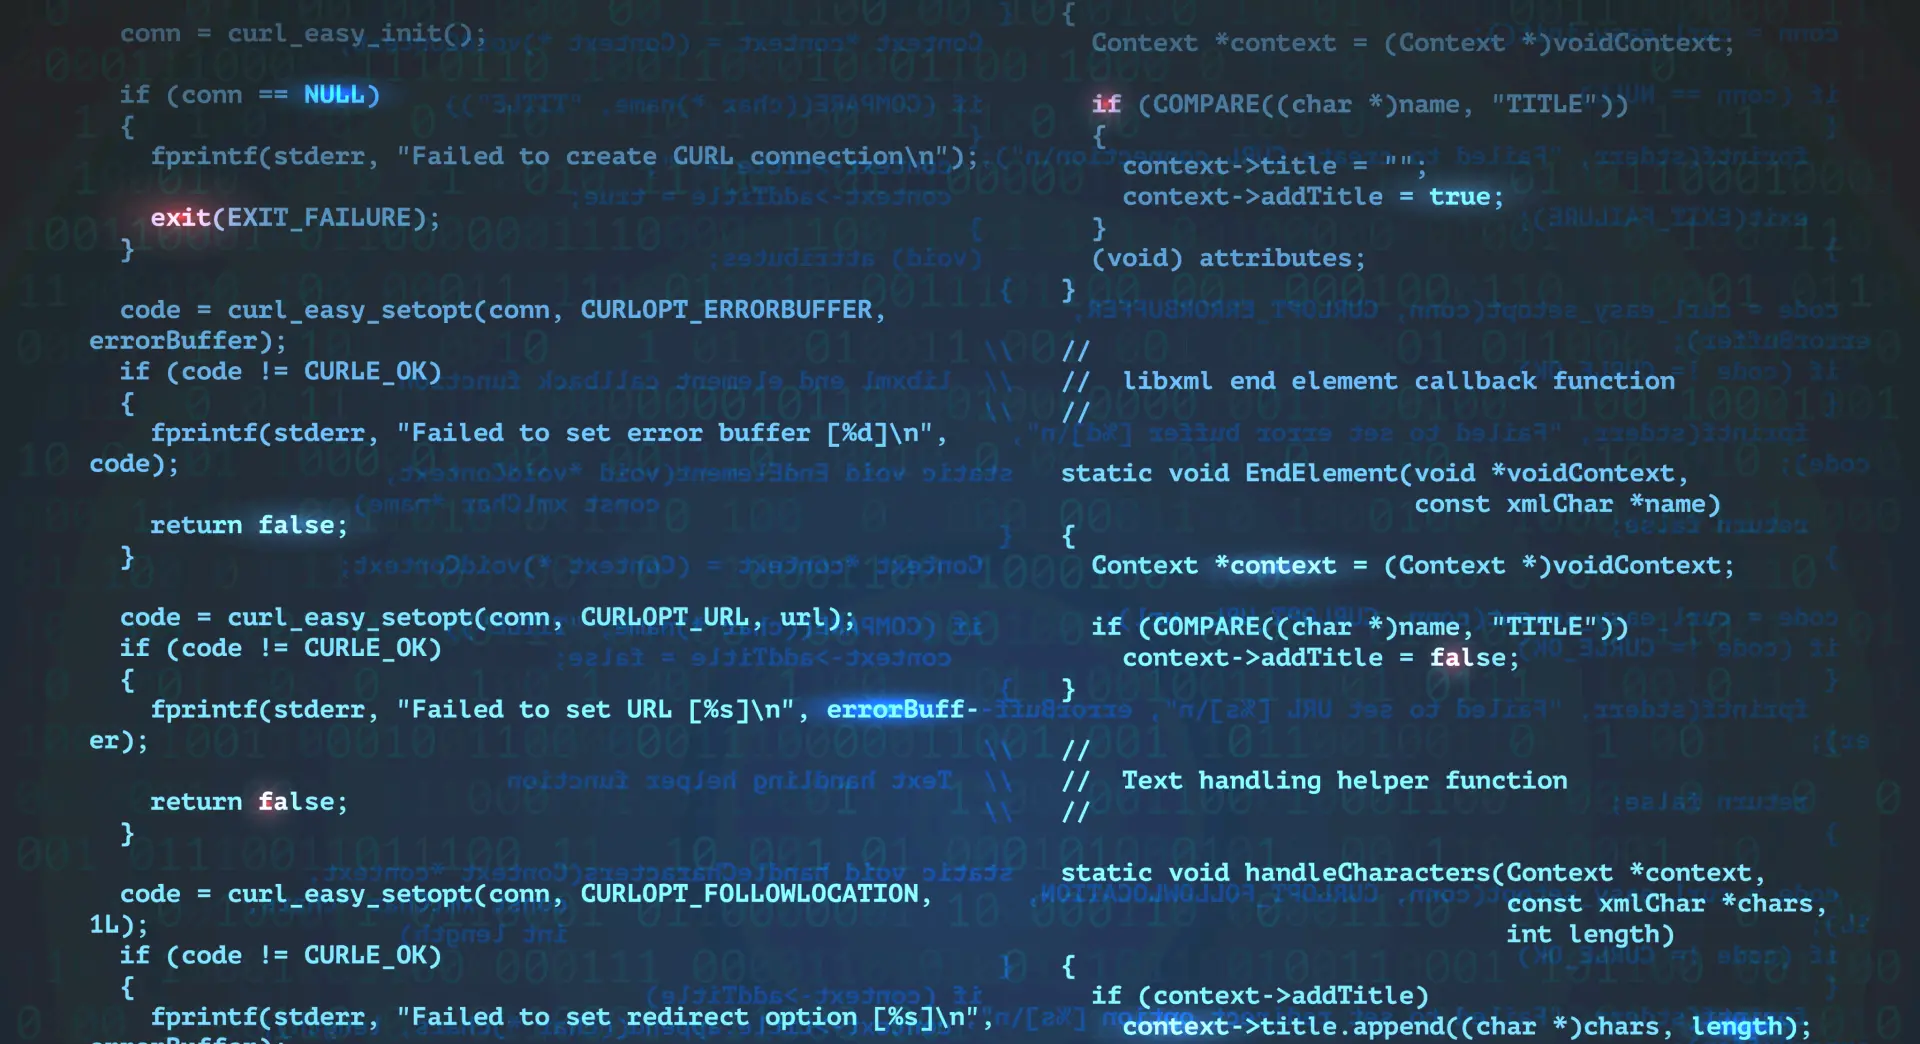 conn = curl_easy_init();
if (conn == NULL)
{
fprintf(stderr, "Failed to create CURL connection\n");
exit(EXIT_FAILURE);
}
code = curl_easy_setopt(conn, CURLOPT_ERRORBUFFER,
errorBuffer);
if (code != CURLE_OK)
{
fprintf(stderr, "Failed to set error buffer [%d]\n",
code);
return false;
}
code = curl_easy_setopt(conn, CURLOPT_URL, url);
if (code != CURLE_OK)
{
fprintf(stderr, "Failed to set URL [%s]\n", errorBuff-
er);
return false;
}
code = curl_easy_setopt(conn, CURLOPT_FOLLOWLOCATION,
1L);
if (code != CURLE_OK)
{
fprintf(stderr, "Failed to set redirect option [%s]\n",
errorBuffer);
{
Context *context = (Context *)voidContext;
if (COMPARE((char *)name, "TITLE"))
{
context->title = "";
context->addTitle = true;
}
(void) attributes;
}
//
// libxml end element callback function
//
static void EndElement(void *voidContext,
const xmlChar *name)
{
Context *context = (Context *)voidContext;
if (COMPARE((char *)name, "TITLE"))
context->addTitle = false;
}
//
// Text handling helper function
//
static void handleCharacters(Context *context,
const xmlChar *chars,
int length)
{
if (context->addTitle)
context->title.append((char *)chars, length);